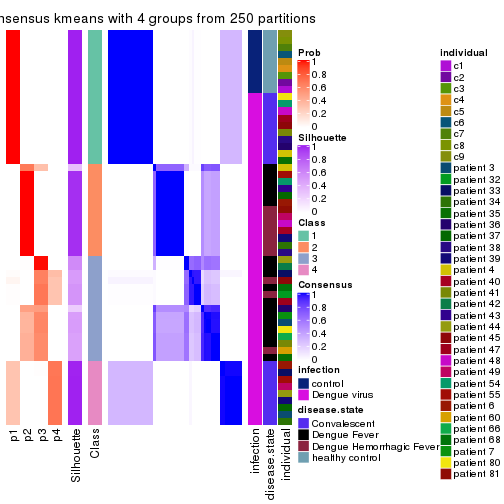 nsensus kmeans with 4 groups from 250 partitions
Prob
1
0.8
0.6
0.4
0.2
0
Silhouette
1
0.8
0.6
0.4
0.2
0
Class
1
2
3
4
Consensus
1
0.8
0.6
0.4
0.2
0
infection
control
Dengue virus
disease.state
Convalescent
Dengue Fever
Dengue Hemorrhagic Fever
healthy control
individual
c1
c2
c3
c4
c5
c6
c7
c8
c9
patient 3
patient 32
patient 33
patient 34
patient 35
patient 36
patient 37
patient 38
patient 39
patient 4
patient 40
patient 41
patient 42
patient 43
patient 44
patient 45
patient 47
patient 48
patient 49
patient 54
patient 55
patient 6
patient 60
patient 66
patient 68
patient 7
patient 80
patient 81
p1
p2
p3
p4
Silhouette
Class
infection
disease.state
individual